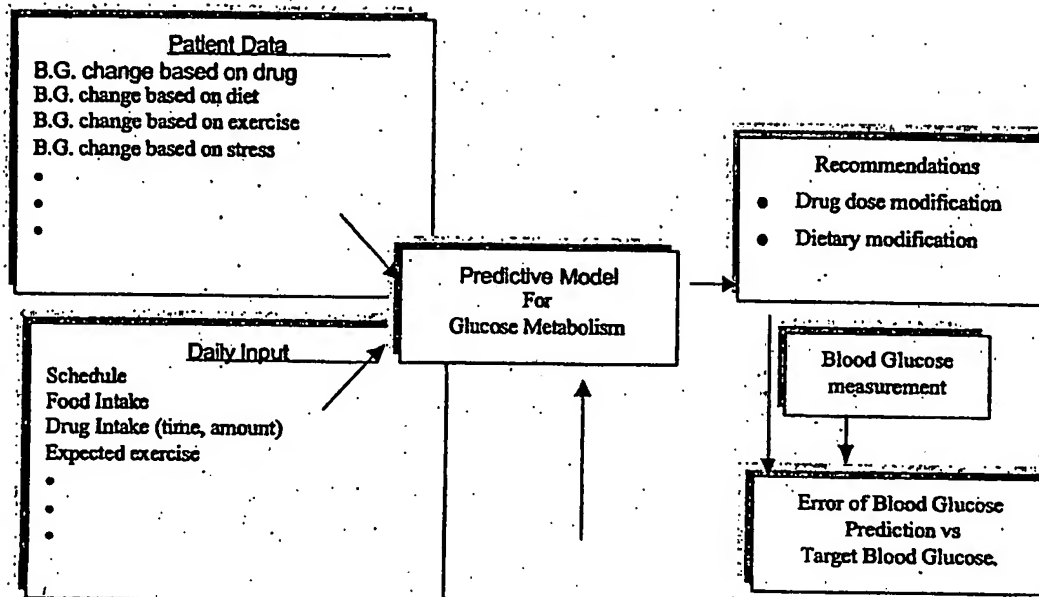 Patient Data
B.G. change based on drug
B.G. change based on diet
B.G. change based on exercise
B.G. change based on stress
•
•
•
Daily Input
Schedule
Food Intake
Drug Intake (time, amount)
Expected exercise
•
•
•
Predictive Model
For
Glucose Metabolism
Recommendations
• Drug dose modification
• Dietary modification
Blood Glucose
measurement
Error of Blood Glucose
Prediction vs
Target Blood Glucose.